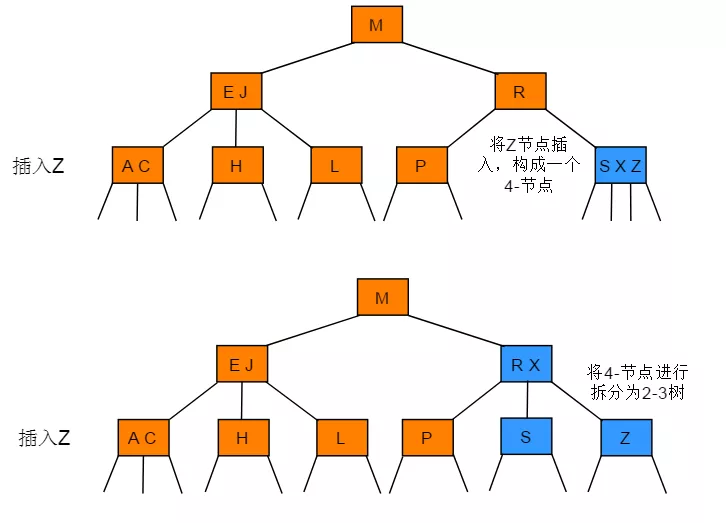 M
E J
R
插入Z
A C
H
L
P
将Z节点插
入，构成一个
4-节点
S X Z
M
E J
R X
将4-节点进行
拆分为2-3树
插入Z
A C
H
L
P
S
Z